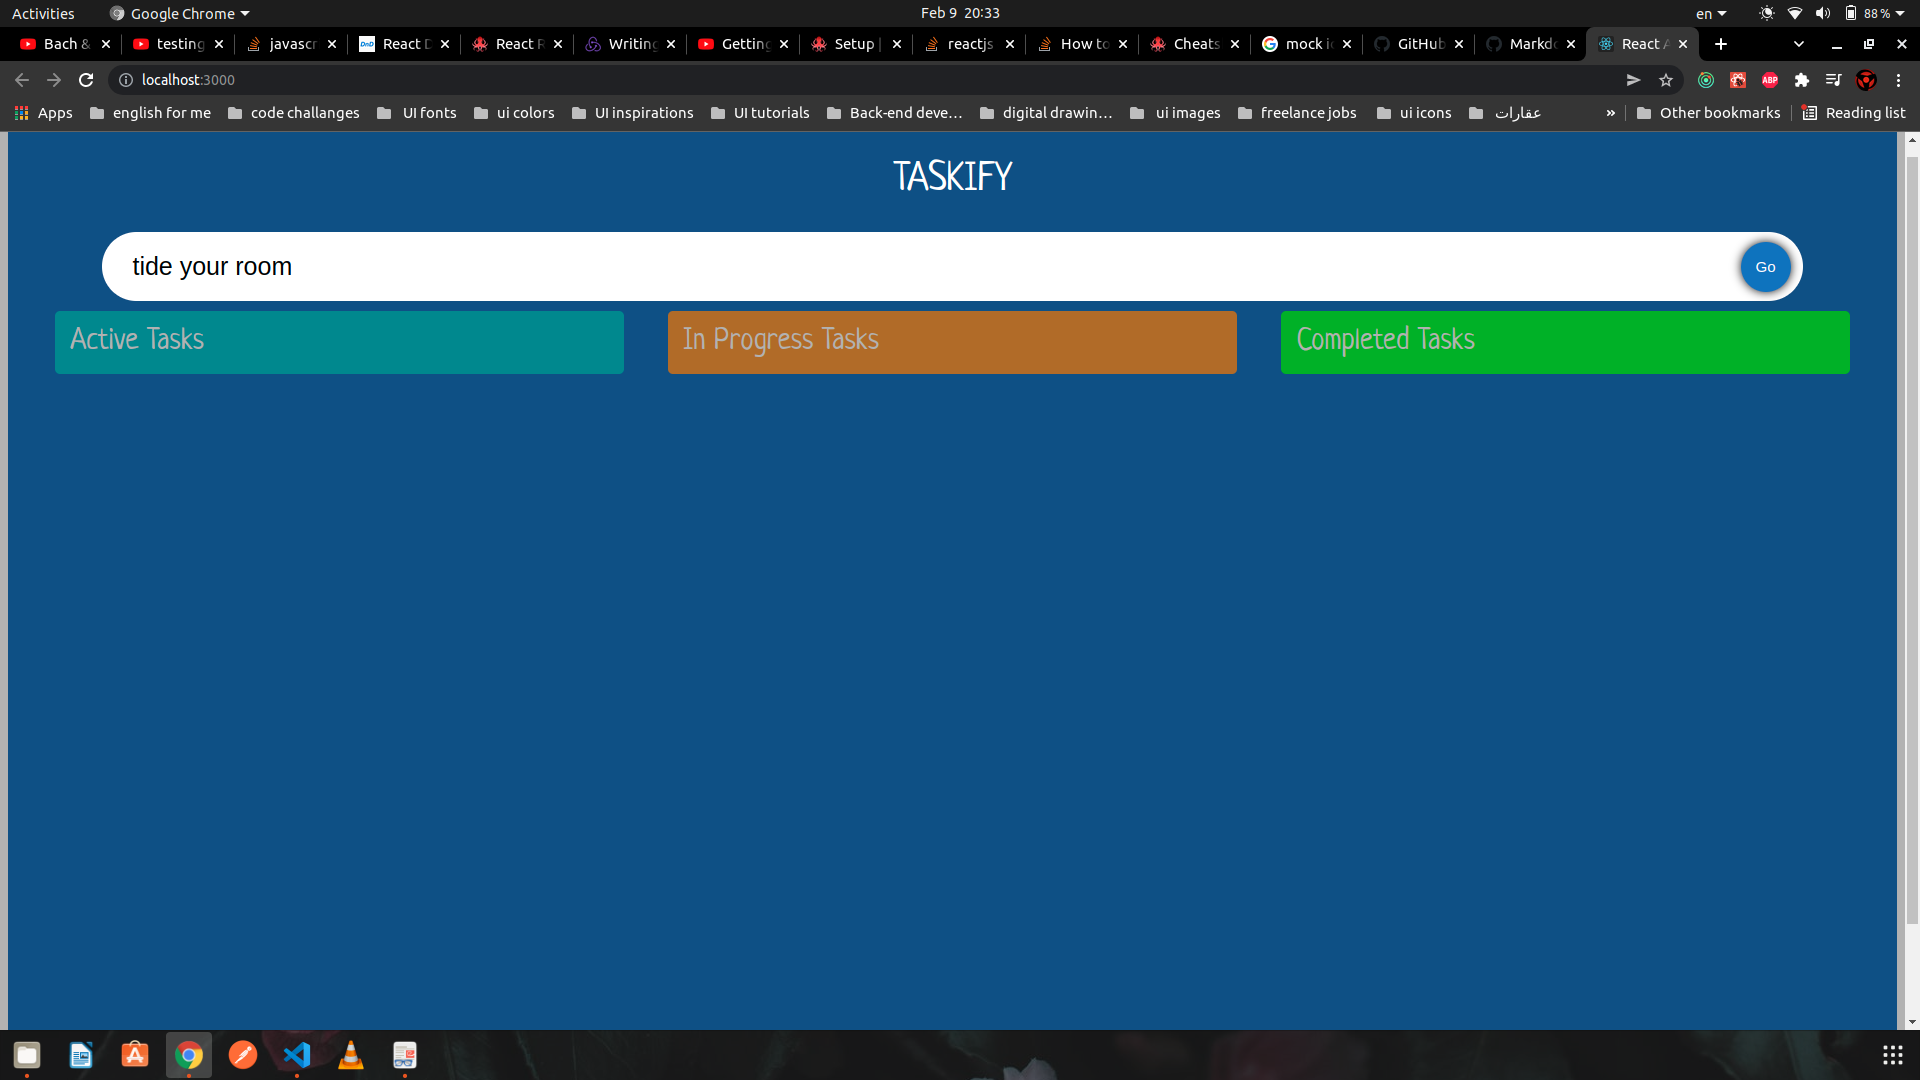 Activities Google Chrome Feb 9 20:33 en 88 %
Bach & testing javascr React D React R Writing Getting Setup | reactjs How to Cheats mock ic GitHub Markdo React A
localhost:3000
Apps english for me code challanges UI fonts ui colors UI inspirations UI tutorials Back-end deve... digital drawin... ui images freelance jobs ui icons عقارات » Other bookmarks Reading list
TASKIFY
tide your room Go
Active Tasks In Progress Tasks Completed Tasks